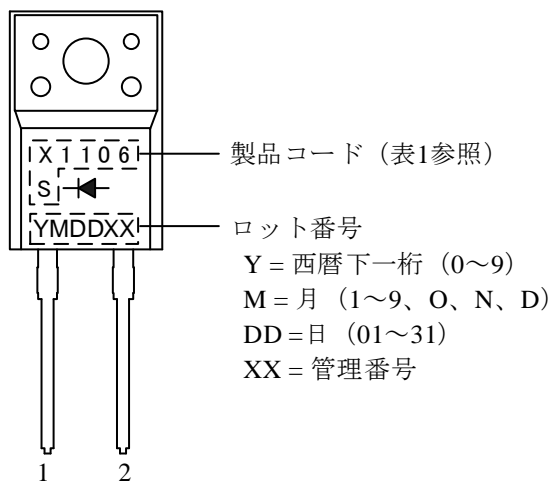 X1106
S
YMDDXX
製品コード（表1参照）
ロット番号
Y = 西暦下一桁（0～9）
M = 月（1～9、O、N、D）
DD =日（01～31）
XX = 管理番号
1 2